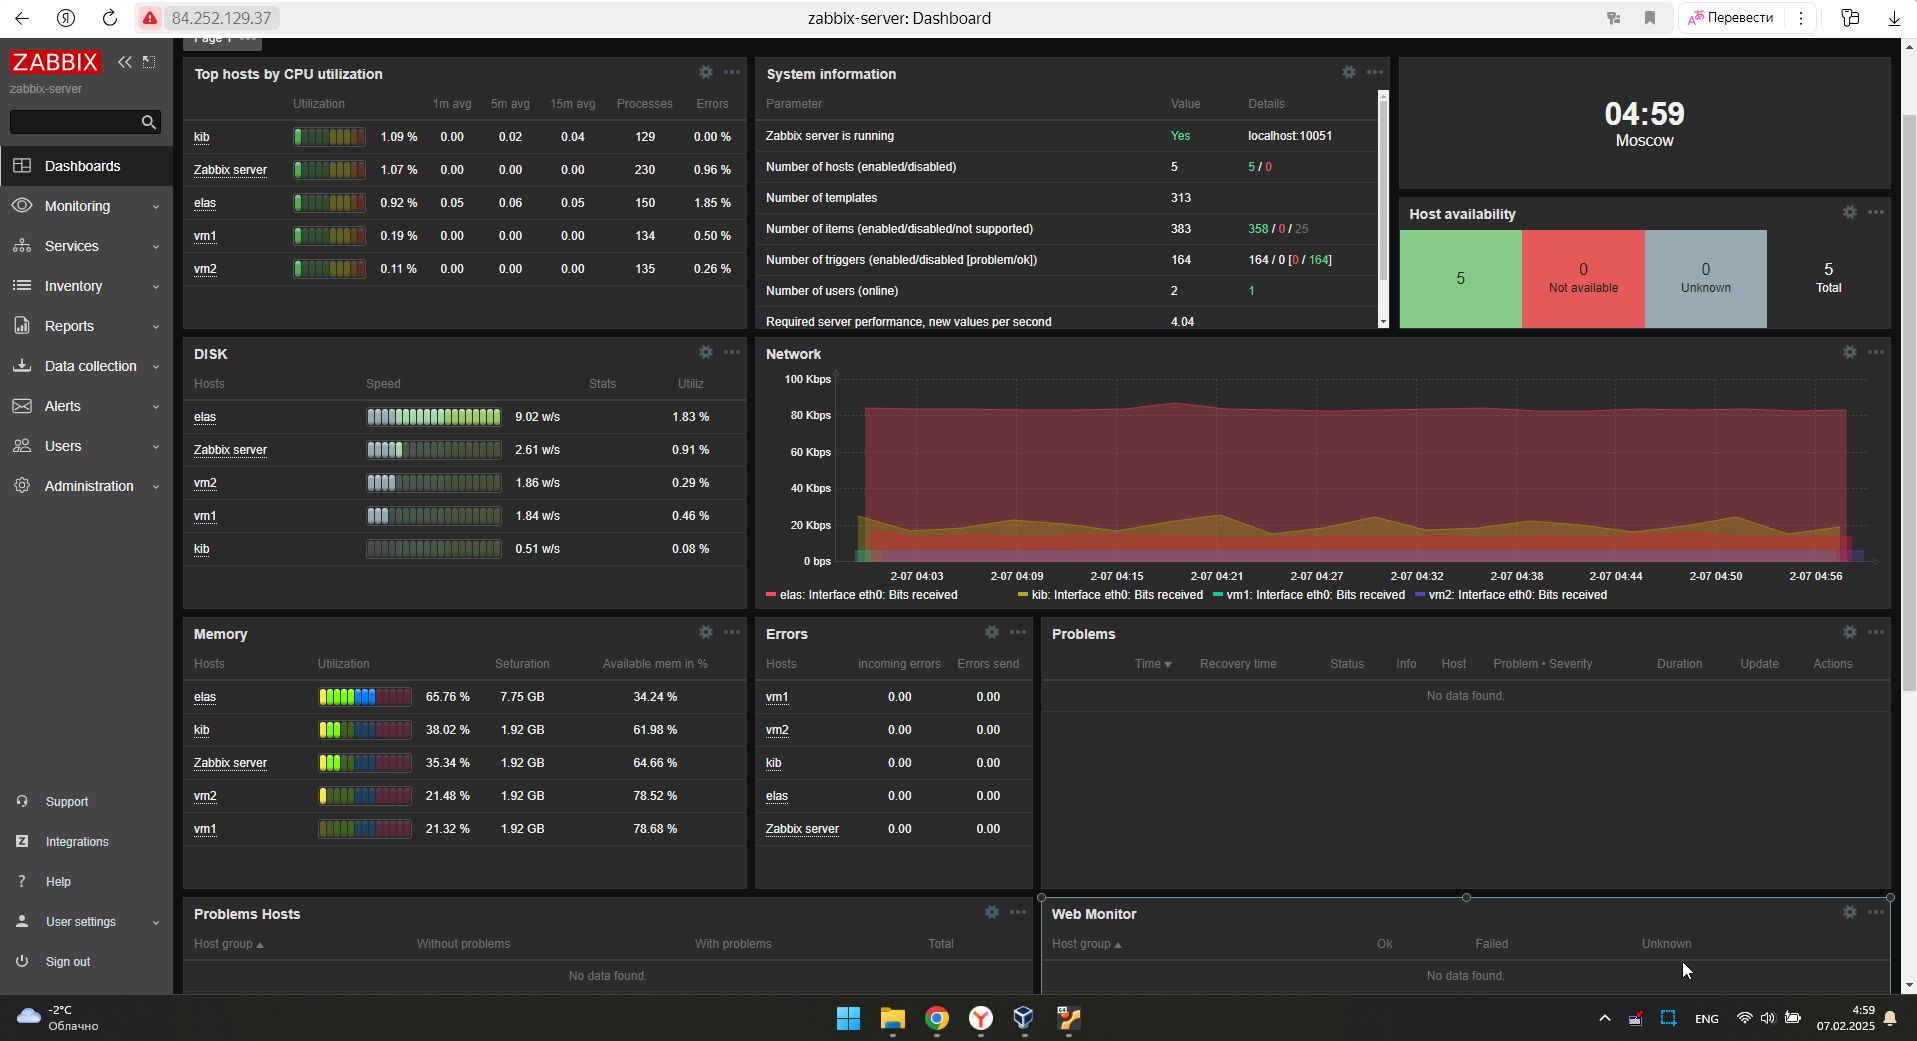 84.252.129.37
zabbix-server: Dashboard
Перевести
ZABBIX
zabbix-server
Dashboards
Monitoring
Services
Inventory
Reports
Data collection
Alerts
Users
Administration
Support
Integrations
Help
User settings
Sign out
Page 1
Top hosts by CPU utilization
Utilization 1m avg 5m avg 15m avg Processes Errors
kib 1.09 % 0.00 0.02 0.04 129 0.00 %
Zabbix server 1.07 % 0.00 0.00 0.00 230 0.96 %
elas 0.92 % 0.05 0.06 0.05 150 1.85 %
vm1 0.19 % 0.00 0.00 0.00 134 0.50 %
vm2 0.11 % 0.00 0.00 0.00 135 0.26 %
System information
Parameter Value Details
Zabbix server is running Yes localhost:10051
Number of hosts (enabled/disabled) 5 5 / 0
Number of templates 313
Number of items (enabled/disabled/not supported) 383 358 / 0 / 25
Number of triggers (enabled/disabled [problem/ok]) 164 164 / 0 [0 / 164]
Number of users (online) 2 1
Required server performance, new values per second 4.04
04:59
Moscow
Host availability
5
0
Not available
0
Unknown
5
Total
DISK
Hosts Speed Stats Utiliz
elas 9.02 w/s 1.83 %
Zabbix server 2.61 w/s 0.91 %
vm2 1.86 w/s 0.29 %
vm1 1.84 w/s 0.46 %
kib 0.51 w/s 0.08 %
Network
100 Kbps
80 Kbps
60 Kbps
40 Kbps
20 Kbps
0 bps
2-07 04:03 2-07 04:09 2-07 04:15 2-07 04:21 2-07 04:27 2-07 04:32 2-07 04:38 2-07 04:44 2-07 04:50 2-07 04:56
elas: Interface eth0: Bits received kib: Interface eth0: Bits received vm1: Interface eth0: Bits received vm2: Interface eth0: Bits received
Memory
Hosts Utilization Seturation Available mem in %
elas 65.76 % 7.75 GB 34.24 %
kib 38.02 % 1.92 GB 61.98 %
Zabbix server 35.34 % 1.92 GB 64.66 %
vm2 21.48 % 1.92 GB 78.52 %
vm1 21.32 % 1.92 GB 78.68 %
Errors
Hosts incoming errors Errors send
vm1 0.00 0.00
vm2 0.00 0.00
kib 0.00 0.00
elas 0.00 0.00
Zabbix server 0.00 0.00
Problems
Time Recovery time Status Info Host Problem • Severity Duration Update Actions
No data found.
Problems Hosts
Host group Without problems With problems Total
No data found.
Web Monitor
Host group Ok Failed Unknown
No data found.
-2°C
Облачно
ENG
4:59
07.02.2025